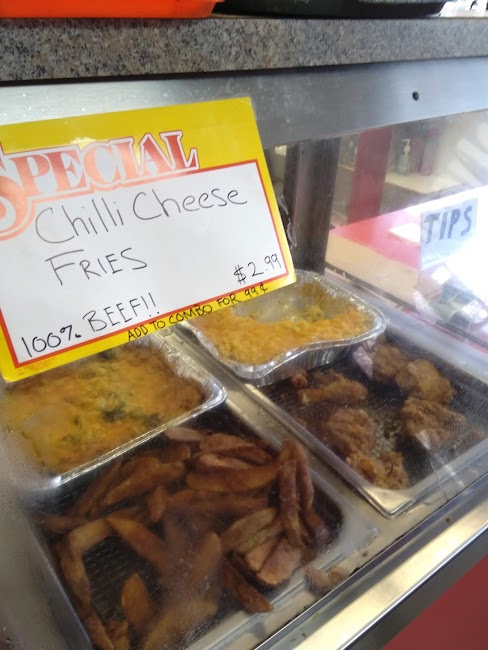 SPECIAL
Chilli Cheese
FRIES
$2.99
100% BEEF!!
ADD TO COMBO FOR 99¢
TIPS